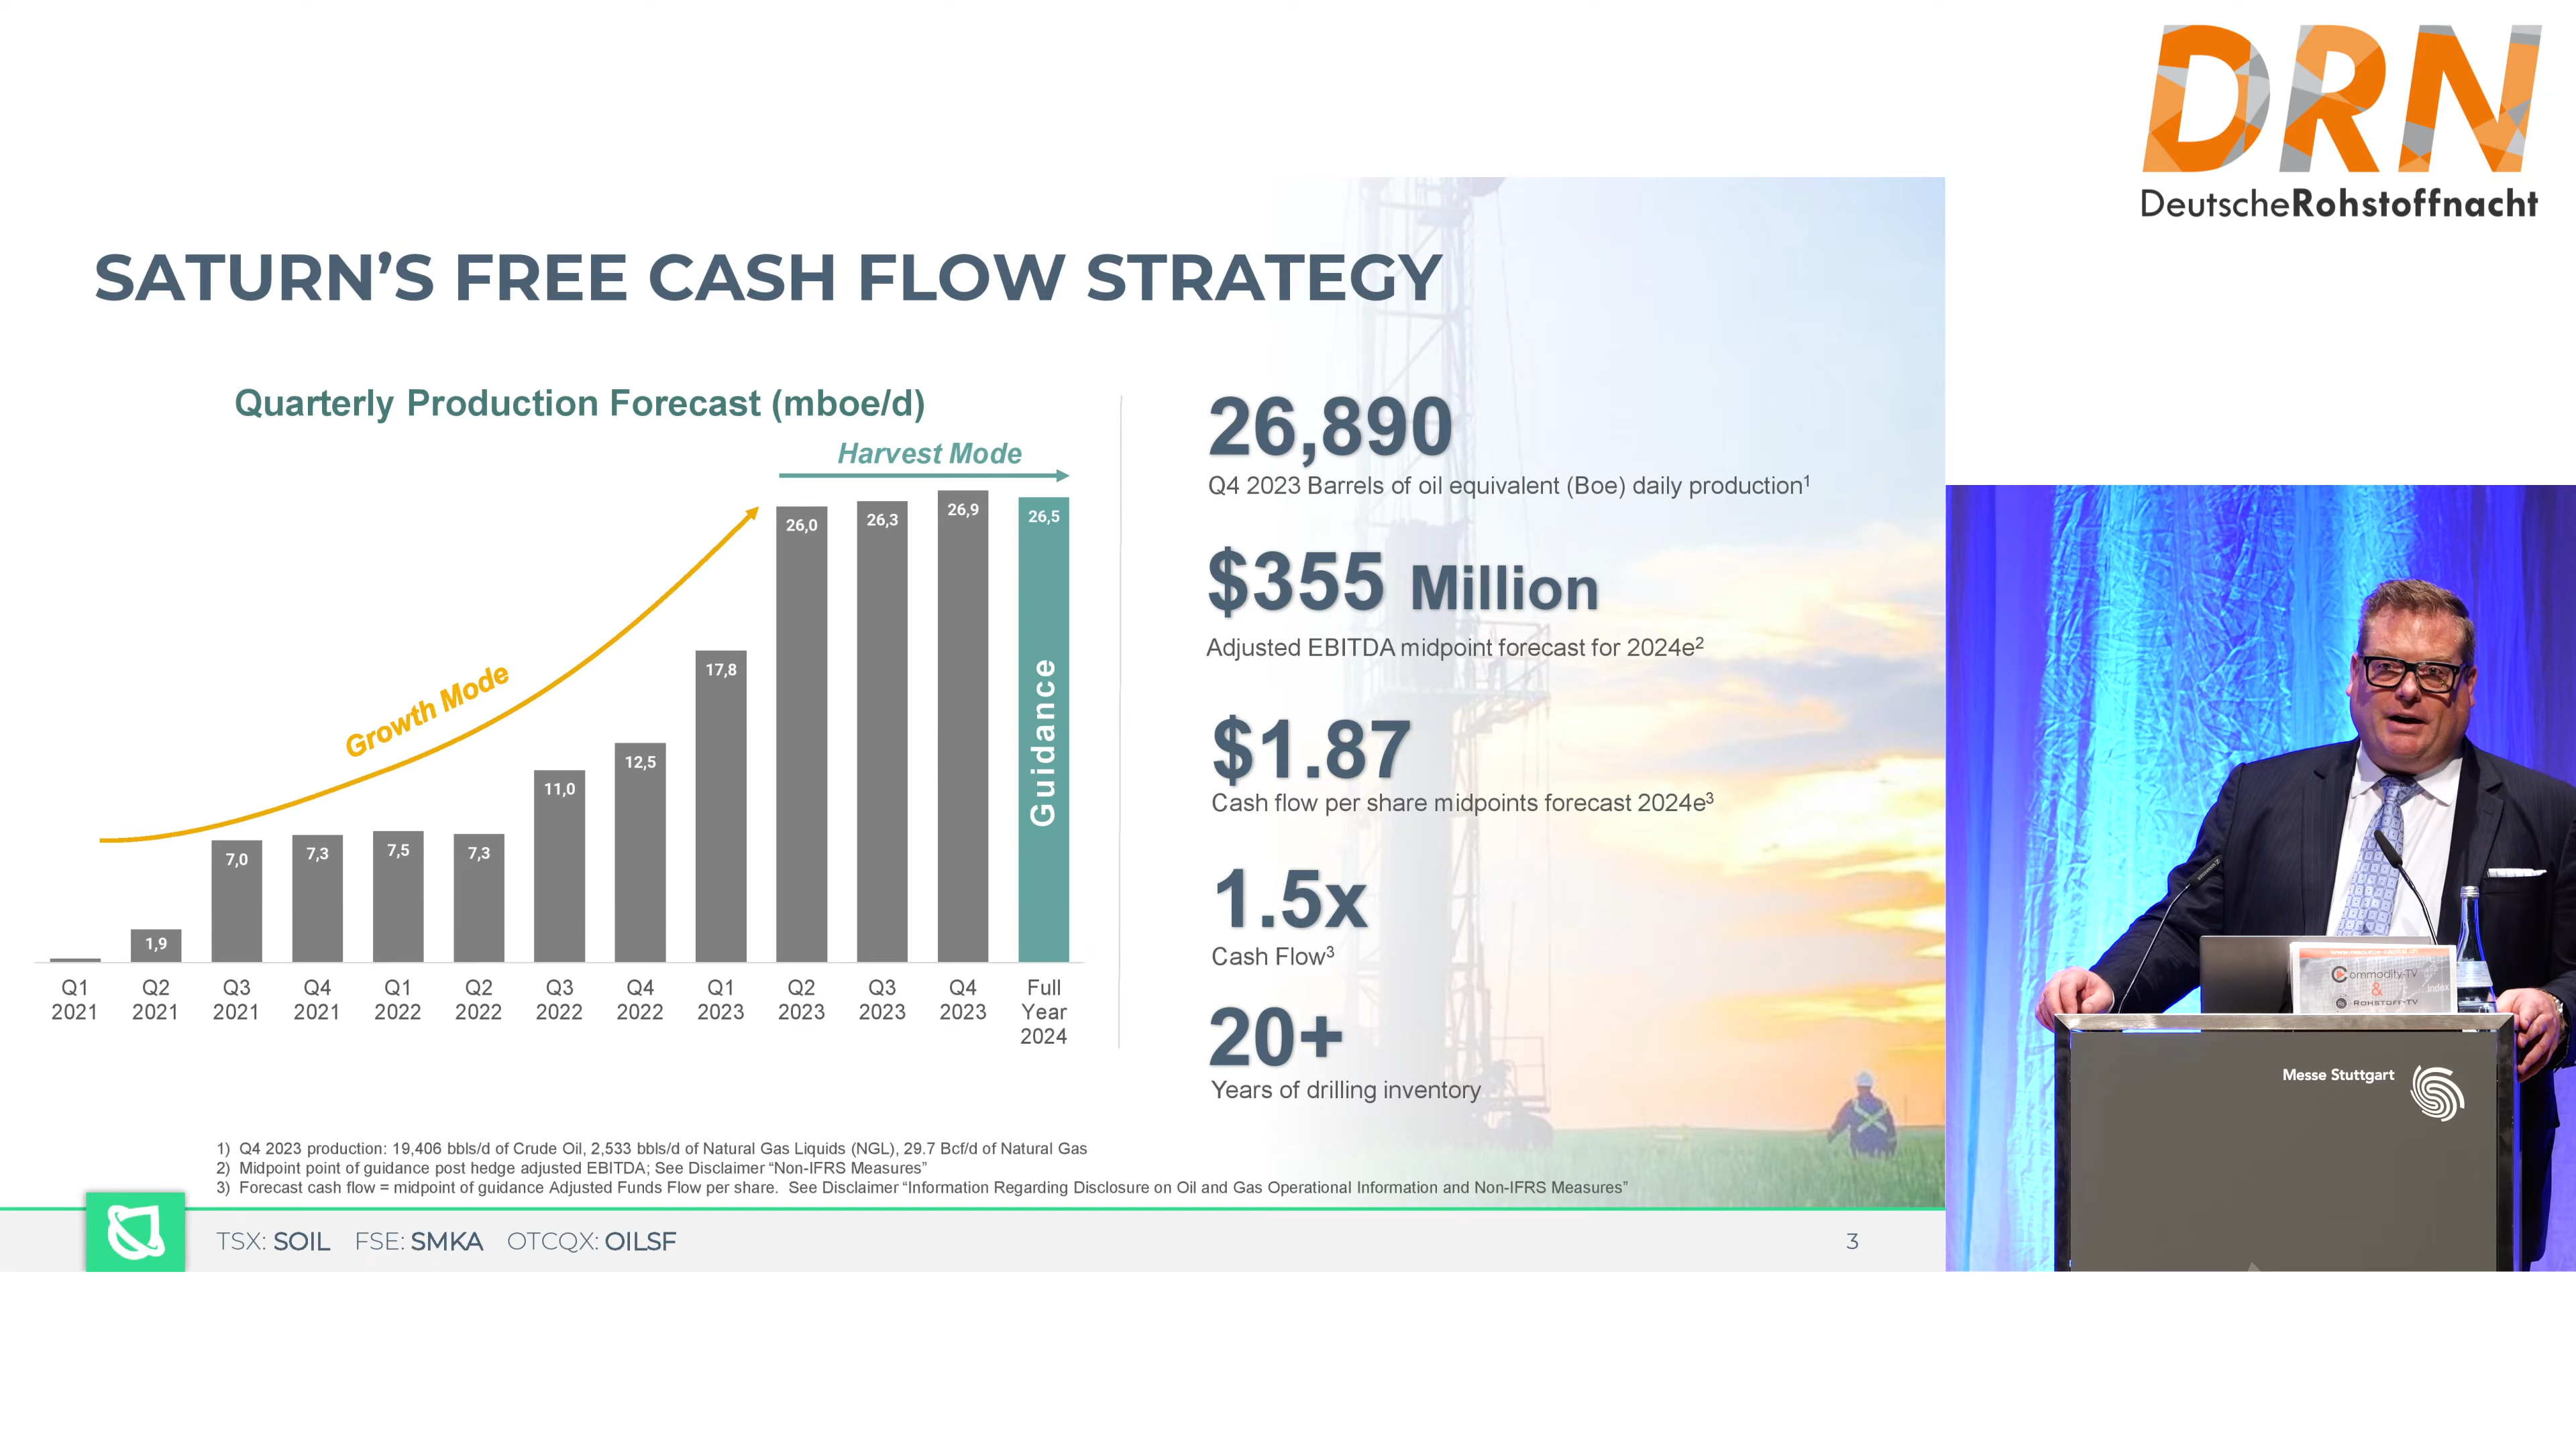 DRN
DeutscheRohstoffnacht
SATURN’S FREE CASH FLOW STRATEGY
Quarterly Production Forecast (mboe/d)
Harvest Mode
Growth Mode
1,9
7,0
7,3
7,5
7,3
11,0
12,5
17,8
26,0
26,3
26,9
26,5
Guidance
Q1 2021
Q2 2021
Q3 2021
Q4 2021
Q1 2022
Q2 2022
Q3 2022
Q4 2022
Q1 2023
Q2 2023
Q3 2023
Q4 2023
Full Year 2024
26,890
Q4 2023 Barrels of oil equivalent (Boe) daily production1
$355 Million
Adjusted EBITDA midpoint forecast for 2024e2
$1.87
Cash flow per share midpoints forecast 2024e3
1.5x
Cash Flow3
20+
Years of drilling inventory
1) Q4 2023 production: 19,406 bbls/d of Crude Oil, 2,533 bbls/d of Natural Gas Liquids (NGL), 29.7 Bcf/d of Natural Gas
2) Midpoint point of guidance post hedge adjusted EBITDA; See Disclaimer “Non-IFRS Measures”
3) Forecast cash flow = midpoint of guidance Adjusted Funds Flow per share. See Disclaimer “Information Regarding Disclosure on Oil and Gas Operational Information and Non-IFRS Measures”
TSX: SOIL FSE: SMKA OTCQX: OILSF
3
Commodity-TV
&
ROHSTOFF-TV
Index
Messe Stuttgart